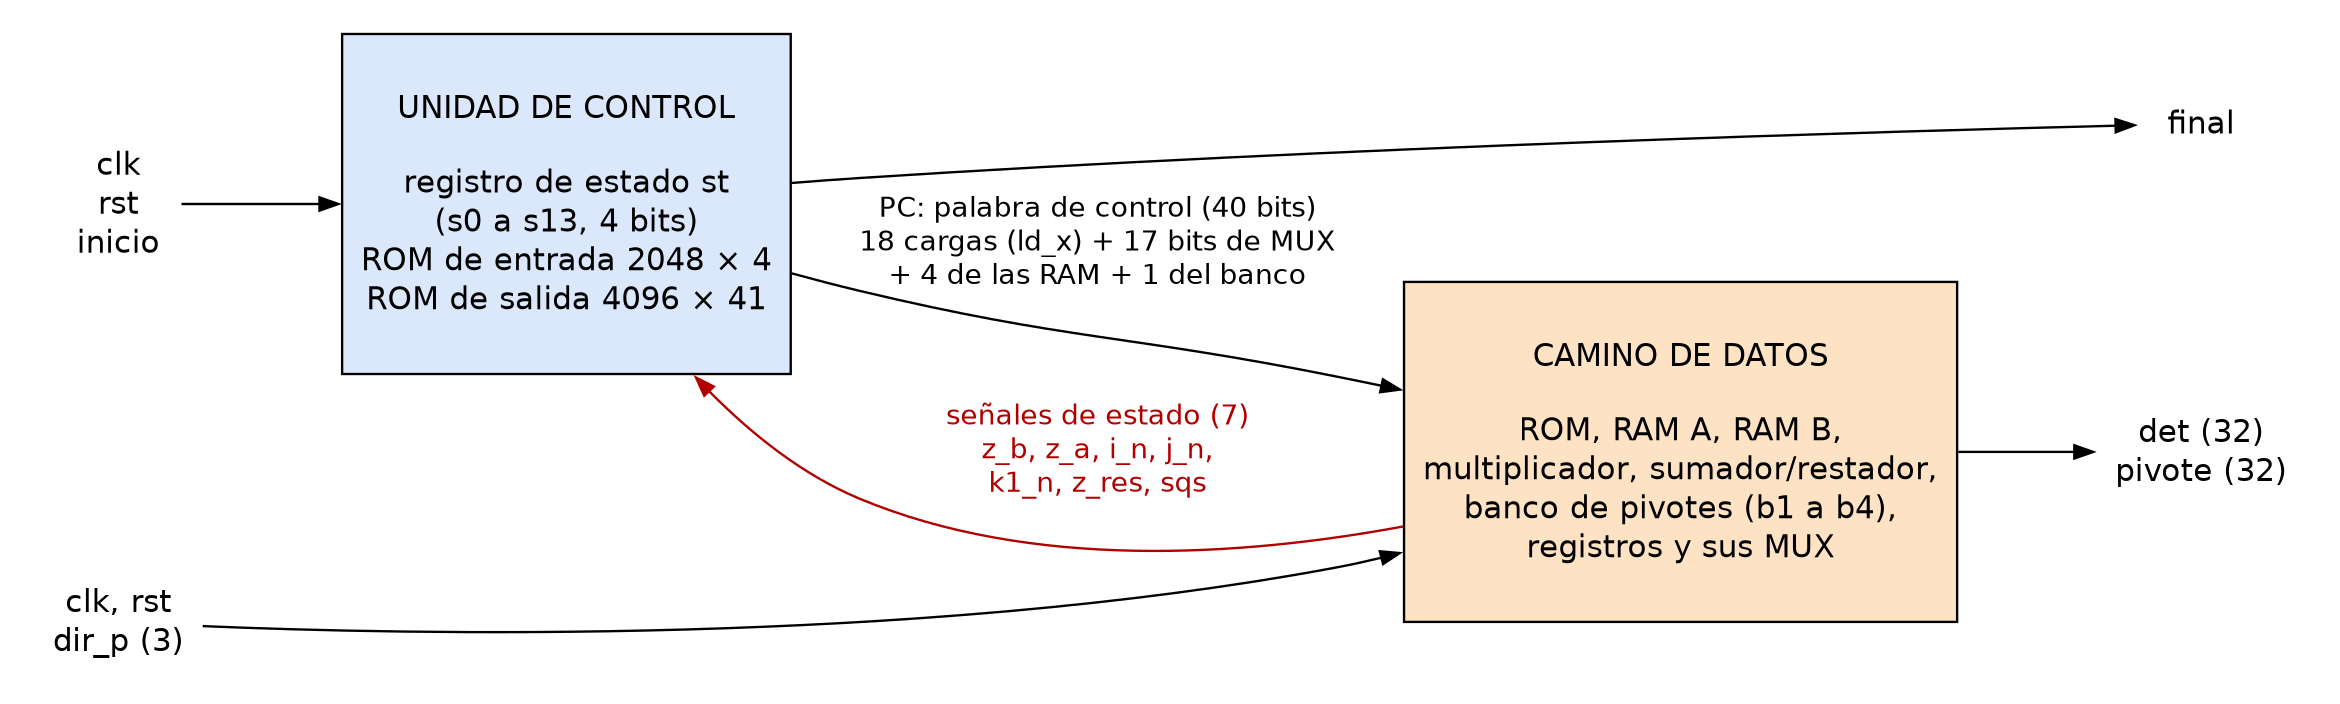 clk
rst
inicio
UNIDAD DE CONTROL
registro de estado st
(s0 a s13, 4 bits)
ROM de entrada 2048 × 4
ROM de salida 4096 × 41
final
PC: palabra de control (40 bits)
18 cargas (ld_x) + 17 bits de MUX
+ 4 de las RAM + 1 del banco
señales de estado (7)
z_b, z_a, i_n, j_n,
k1_n, z_res, sqs
CAMINO DE DATOS
ROM, RAM A, RAM B,
multiplicador, sumador/restador,
banco de pivotes (b1 a b4),
registros y sus MUX
det (32)
pivote (32)
clk, rst
dir_p (3)